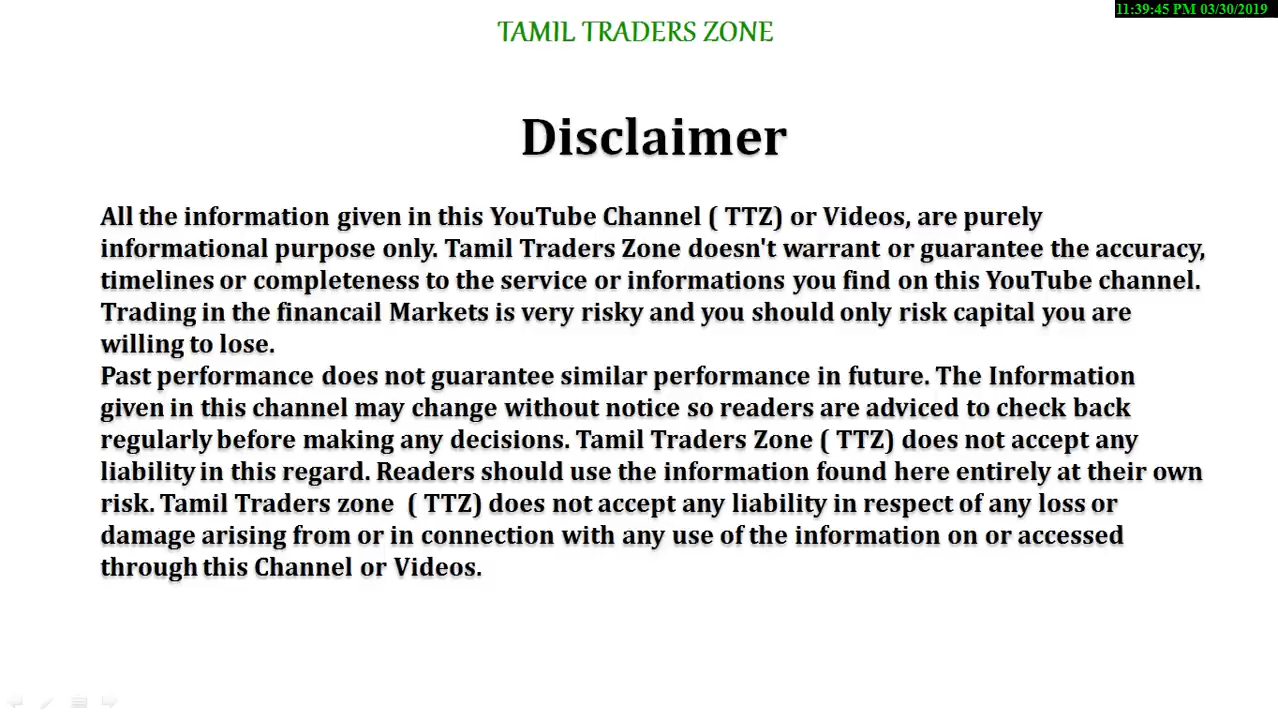 11:39:45 PM 03/30/2019
TAMIL TRADERS ZONE
Disclaimer
All the information given in this YouTube Channel ( TTZ) or Videos, are purely
informational purpose only. Tamil Traders Zone doesn't warrant or guarantee the accuracy,
timelines or completeness to the service or informations you find on this YouTube channel.
Trading in the financail Markets is very risky and you should only risk capital you are
willing to lose.
Past performance does not guarantee similar performance in future. The Information
given in this channel may change without notice so readers are adviced to check back
regularly before making any decisions. Tamil Traders Zone ( TTZ) does not accept any
liability in this regard. Readers should use the information found here entirely at their own
risk. Tamil Traders zone  ( TTZ) does not accept any liability in respect of any loss or
damage arising from or in connection with any use of the information on or accessed
through this Channel or Videos.